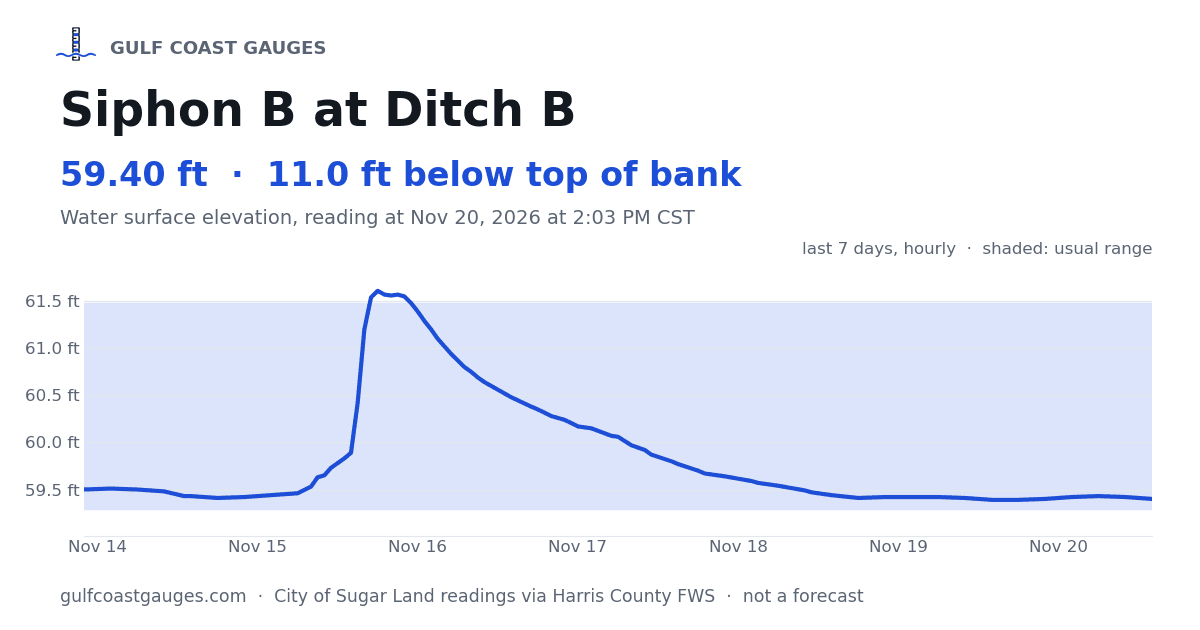 GULF COAST GAUGES
Siphon B at Ditch B
59.40 ft · 11.0 ft below top of bank
Water surface elevation, reading at Nov 20, 2026 at 2:03 PM CST
last 7 days, hourly · shaded: usual range
61.5 ft
61.0 ft
60.5 ft
60.0 ft
59.5 ft
Nov 14 Nov 15 Nov 16 Nov 17 Nov 18 Nov 19 Nov 20
gulfcoastgauges.com · City of Sugar Land readings via Harris County FWS · not a forecast